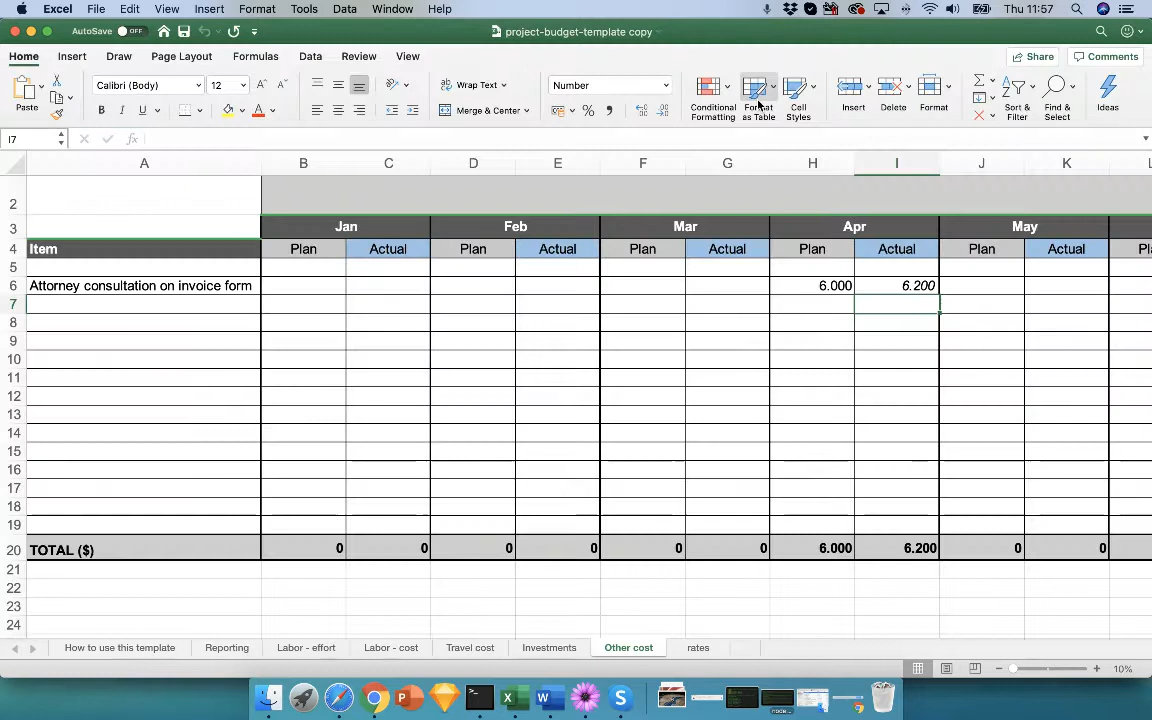 Excel File Edit View Insert Format Tools Data Window Help Thu 11:57
AutoSave OFF project-budget-template copy
Home Insert Draw Page Layout Formulas Data Review View Share Comments
Paste Calibri (Body) 12 A^ Aˇ Wrap Text Number Conditional Formatting Format as Table Cell Styles Insert Delete Format Sort & Filter Find & Select Ideas
B I U A Merge & Center % ,
I7 fx
A B C D E F G H I J K L
2
3 Jan Feb Mar Apr May
4 Item Plan Actual Plan Actual Plan Actual Plan Actual Plan Actual
5
6 Attorney consultation on invoice form 6.000 6.200
7
8
9
10
11
12
13
14
15
16
17
18
19
20 TOTAL ($) 0 0 0 0 0 0 6.000 6.200 0 0
21
22
23
24
How to use this template Reporting Labor - effort Labor - cost Travel cost Investments Other cost rates
10%